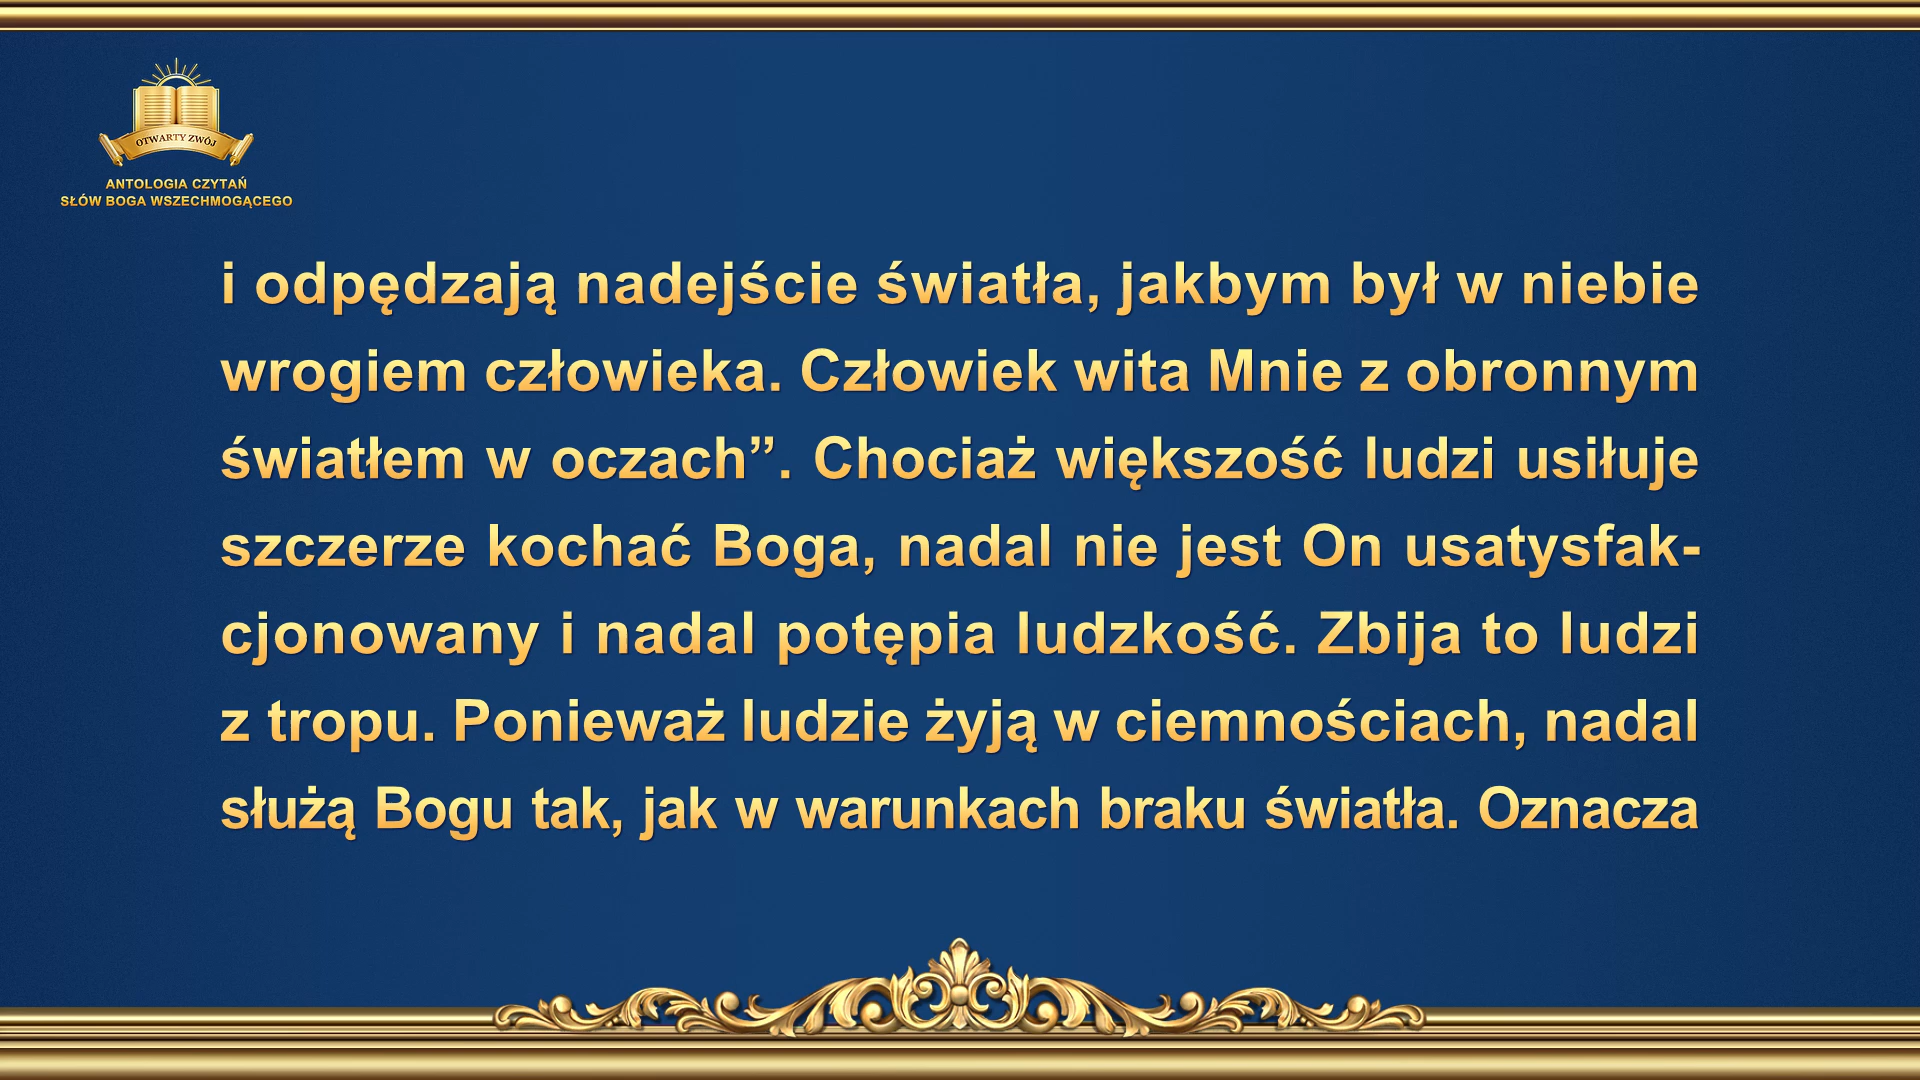 OTWARTY ZWÓJ
ANTOLOGIA CZYTAŃ
SŁÓW BOGA WSZECHMOGĄCEGO
i odpędzają nadejście światła, jakbym był w niebie
wrogiem człowieka. Człowiek wita Mnie z obronnym
światłem w oczach”. Chociaż większość ludzi usiłuje
szczerze kochać Boga, nadal nie jest On usatysfak-
cjonowany i nadal potępia ludzkość. Zbija to ludzi
z tropu. Ponieważ ludzie żyją w ciemnościach, nadal
służą Bogu tak, jak w warunkach braku światła. Oznacza